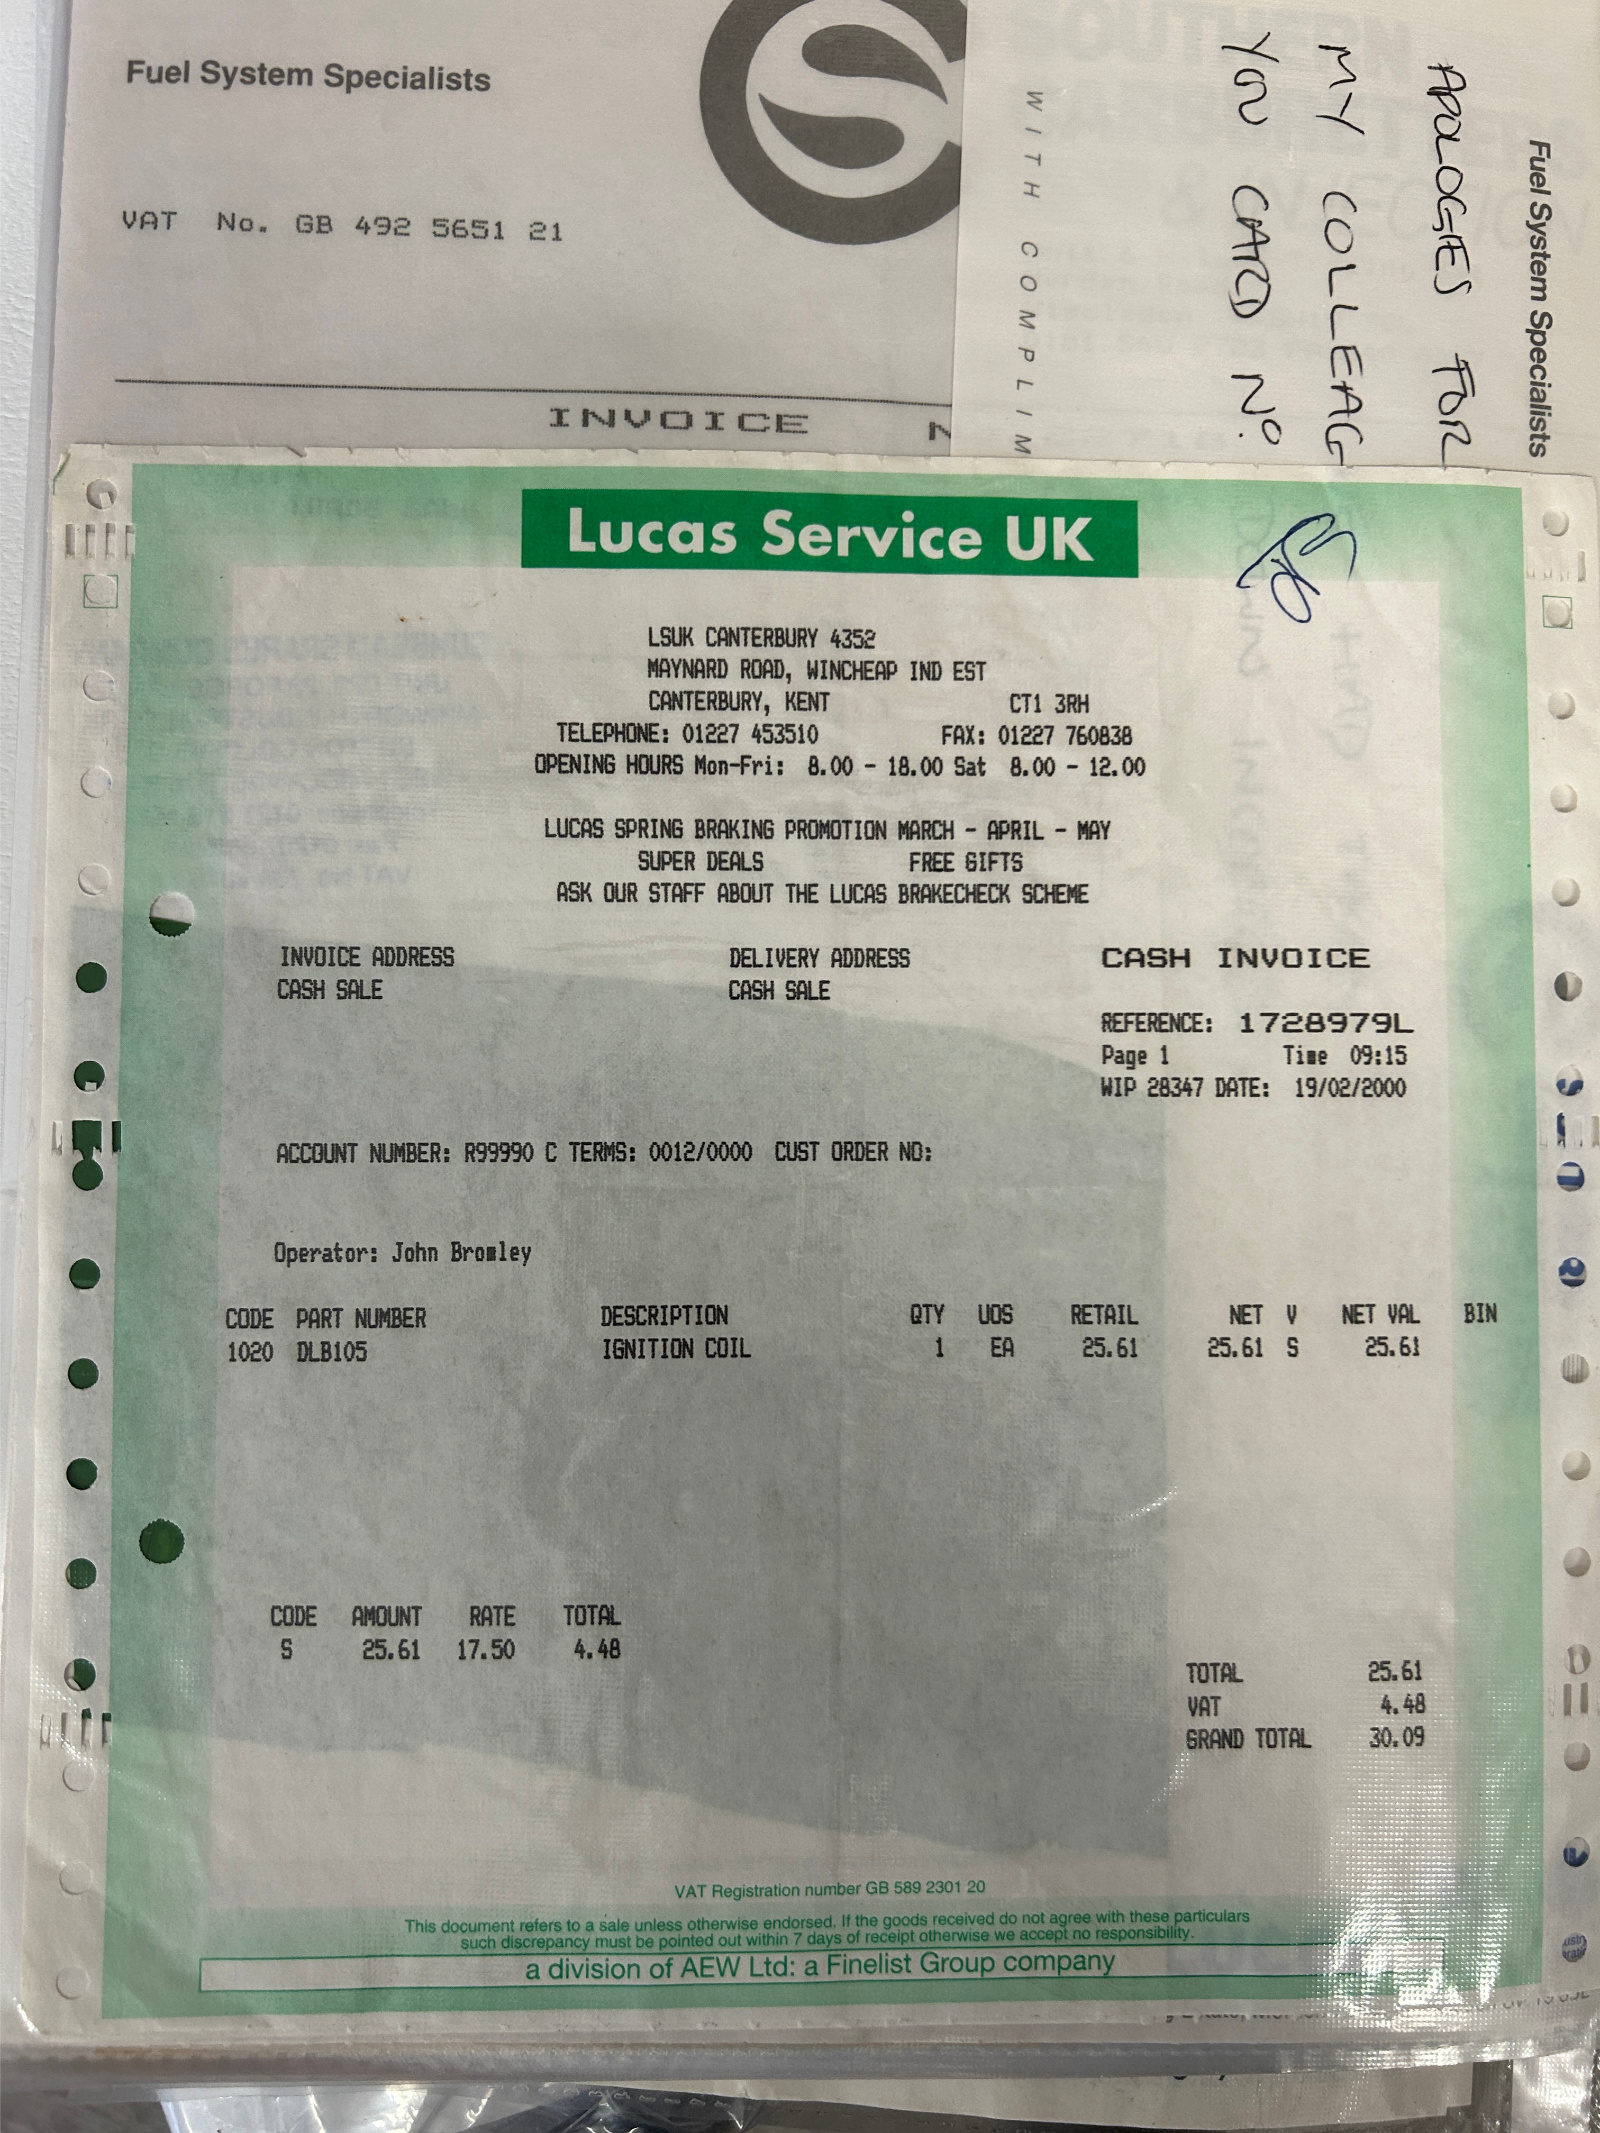 Fuel System Specialists
VAT No. GB 492 5651 21
INVOICE
WITH COMPLIM
APOLOGIES FOR
MY COLLEAG
YOU CARD NO
Fuel System Specialists
Lucas Service UK
LSUK CANTERBURY 4352
MAYNARD ROAD, WINCHEAP IND EST
CANTERBURY, KENT CT1 3RH
TELEPHONE: 01227 453510 FAX: 01227 760838
OPENING HOURS Mon-Fri: 8.00 - 18.00 Sat 8.00 - 12.00
LUCAS SPRING BRAKING PROMOTION MARCH - APRIL - MAY
SUPER DEALS FREE GIFTS
ASK OUR STAFF ABOUT THE LUCAS BRAKECHECK SCHEME
INVOICE ADDRESS DELIVERY ADDRESS CASH INVOICE
CASH SALE CASH SALE
REFERENCE: 1728979L
Page 1 Time 09:15
WIP 28347 DATE: 19/02/2000
ACCOUNT NUMBER: R99990 C TERMS: 0012/0000 CUST ORDER NO:
Operator: John Bromley
CODE PART NUMBER DESCRIPTION QTY UOS RETAIL NET V NET VAL BIN
1020 DLB105 IGNITION COIL 1 EA 25.61 25.61 S 25.61
CODE AMOUNT RATE TOTAL
S 25.61 17.50 4.48
TOTAL 25.61
VAT 4.48
GRAND TOTAL 30.09
VAT Registration number GB 589 2301 20
This document refers to a sale unless otherwise endorsed. If the goods received do not agree with these particulars
such discrepancy must be pointed out within 7 days of receipt otherwise we accept no responsibility.
a division of AEW Ltd: a Finelist Group company